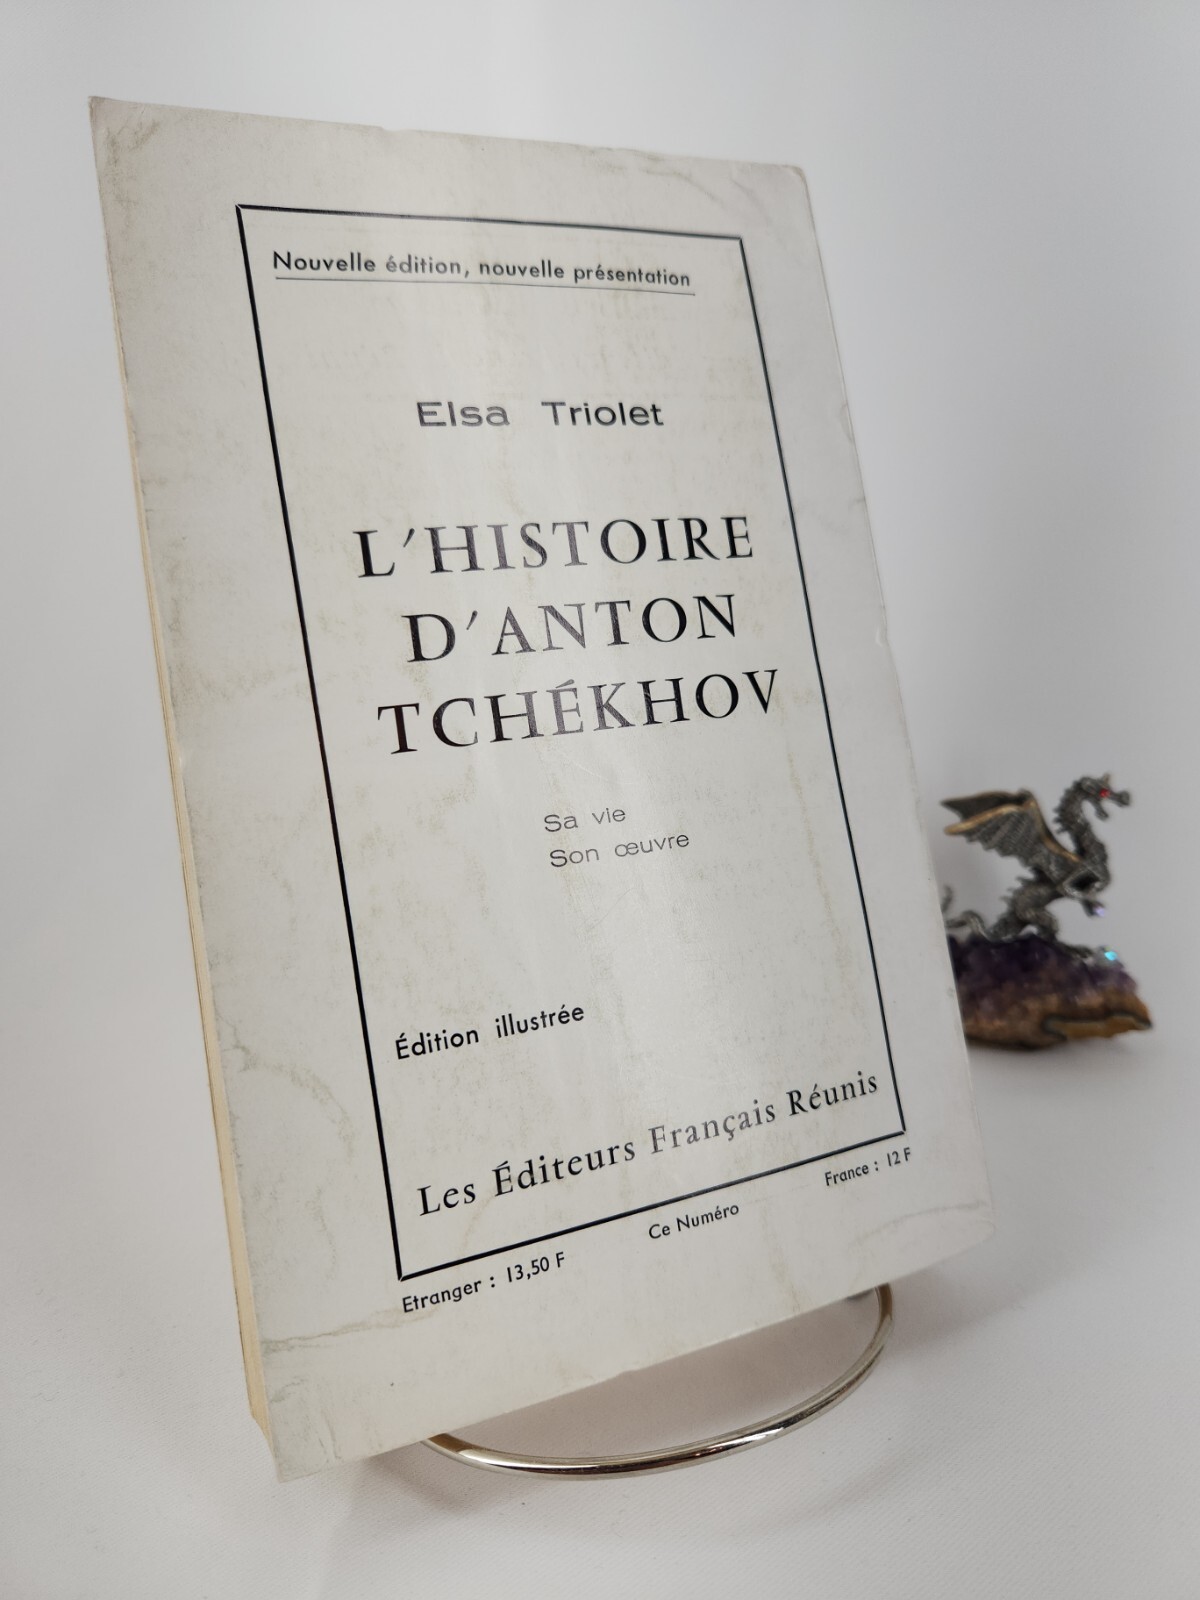 Nouvelle édition, nouvelle présentation
Elsa Triolet
L'HISTOIRE
D'ANTON
TCHÉKHOV
Sa vie
Son œuvre
Édition illustrée
Les Éditeurs Français Réunis
Etranger : 13,50 F Ce Numéro France : 12 F